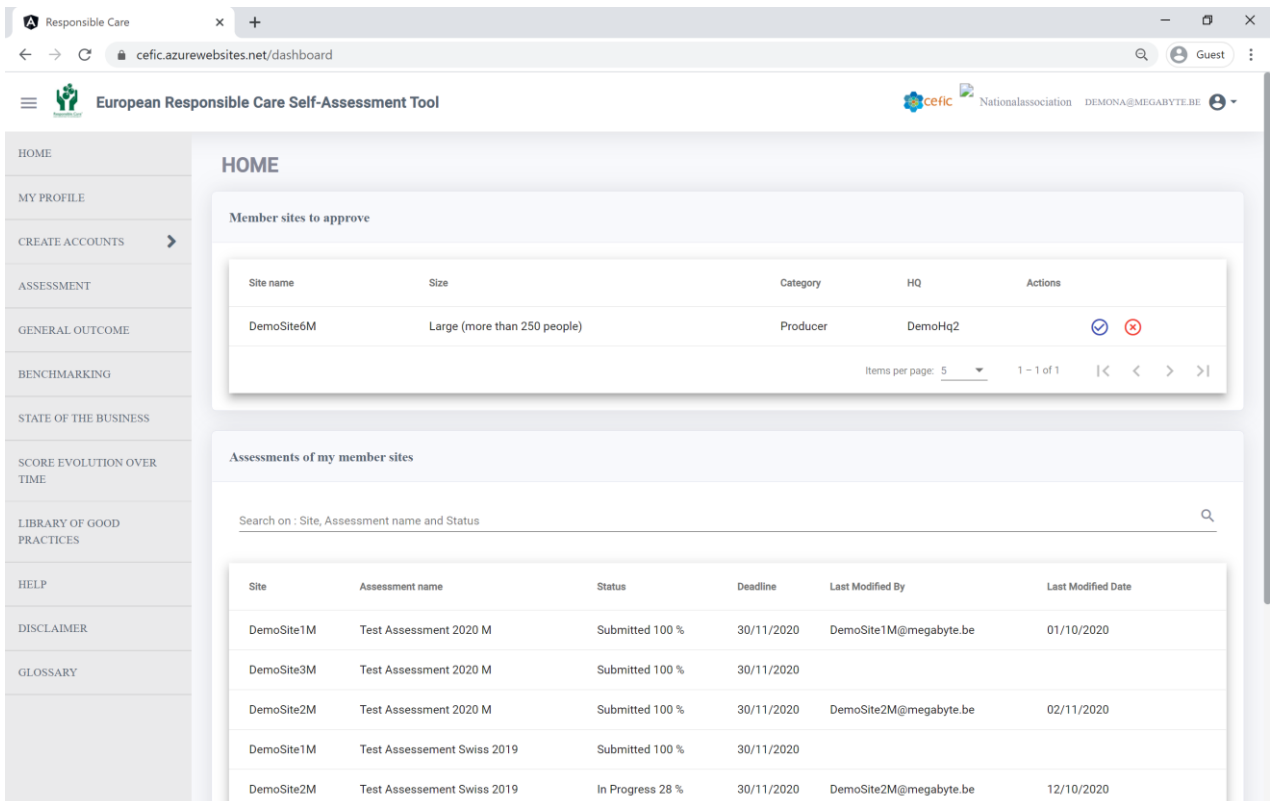 Responsible Care
cefic.azurewebsites.net/dashboard
Guest
Responsible Care
European Responsible Care Self-Assessment Tool
cefic
Nationalassociation
DEMONA@MEGABYTE.BE
HOME
MY PROFILE
CREATE ACCOUNTS
ASSESSMENT
GENERAL OUTCOME
BENCHMARKING
STATE OF THE BUSINESS
SCORE EVOLUTION OVER
TIME
LIBRARY OF GOOD
PRACTICES
HELP
DISCLAIMER
GLOSSARY
HOME
Member sites to approve
Site name Size Category HQ Actions
DemoSite6M Large (more than 250 people) Producer DemoHq2
Items per page: 5 1 – 1 of 1
Assessments of my member sites
Search on : Site, Assessment name and Status
Site Assessment name Status Deadline Last Modified By Last Modified Date
DemoSite1M Test Assessment 2020 M Submitted 100 % 30/11/2020 DemoSite1M@megabyte.be 01/10/2020
DemoSite3M Test Assessment 2020 M Submitted 100 % 30/11/2020
DemoSite2M Test Assessment 2020 M Submitted 100 % 30/11/2020 DemoSite2M@megabyte.be 02/11/2020
DemoSite1M Test Assessement Swiss 2019 Submitted 100 % 30/11/2020
DemoSite2M Test Assessement Swiss 2019 In Progress 28 % 30/11/2020 DemoSite2M@megabyte.be 12/10/2020